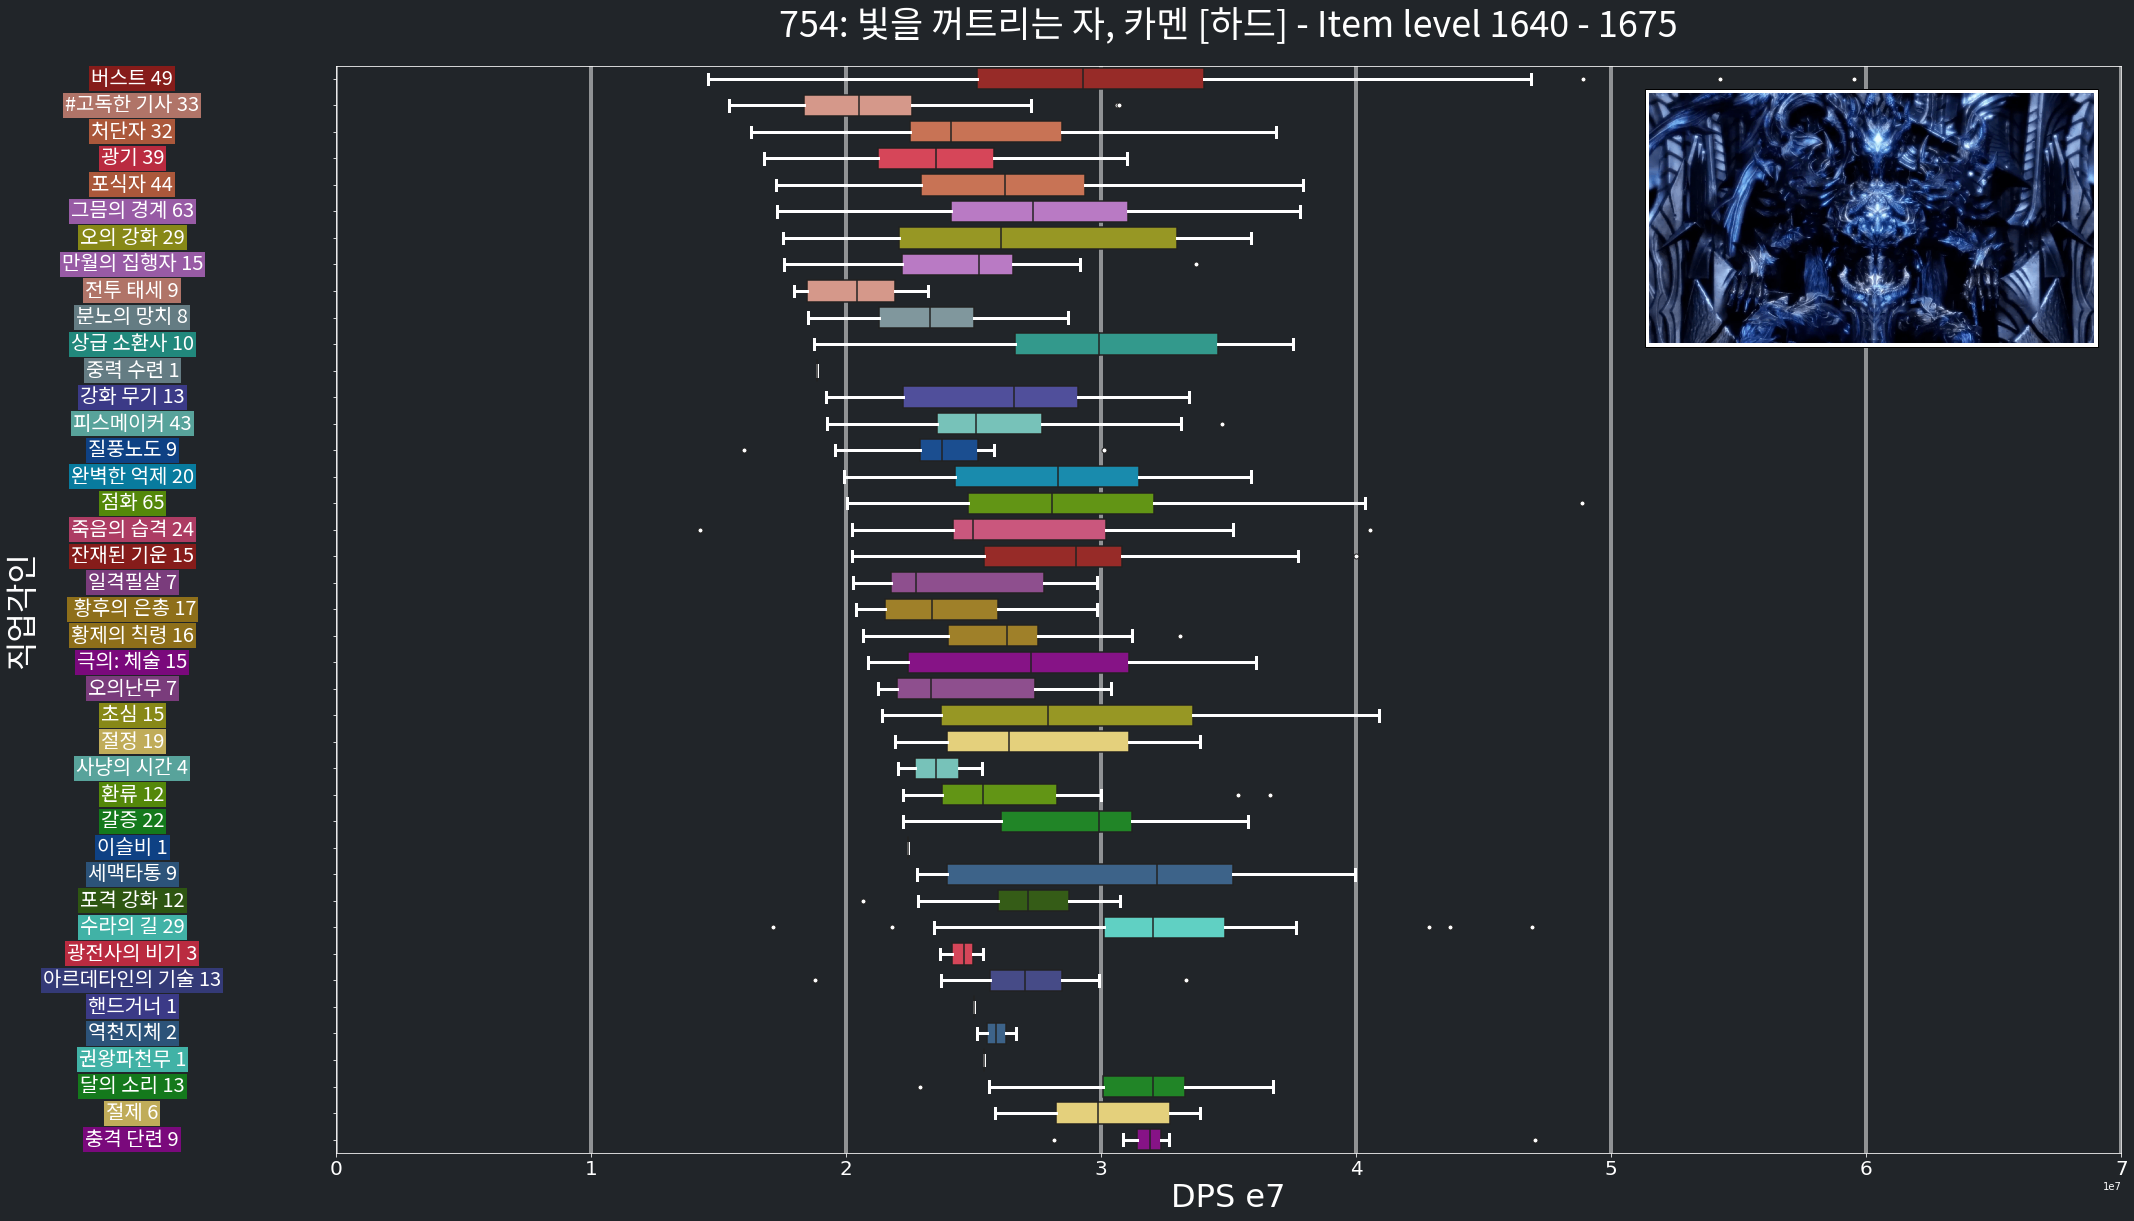 754: 빛을 꺼트리는 자, 카멘 [하드] - Item level 1640 - 1675
버스트 49
#고독한 기사 33
처단자 32
광기 39
포식자 44
그믐의 경계 63
오의 강화 29
만월의 집행자 15
전투 태세 9
분노의 망치 8
상급 소환사 10
중력 수련 1
강화 무기 13
피스메이커 43
질풍노도 9
완벽한 억제 20
점화 65
죽음의 습격 24
잔재된 기운 15
일격필살 7
황후의 은총 17
황제의 칙령 16
극의: 체술 15
오의난무 7
초심 15
절정 19
사냥의 시간 4
환류 12
갈증 22
이슬비 1
세맥타통 9
포격 강화 12
수라의 길 29
광전사의 비기 3
아르데타인의 기술 13
핸드거너 1
역천지체 2
권왕파천무 1
달의 소리 13
절제 6
충격 단련 9
직업각인
0 1 2 3 4 5 6 7
1e7
DPS e7